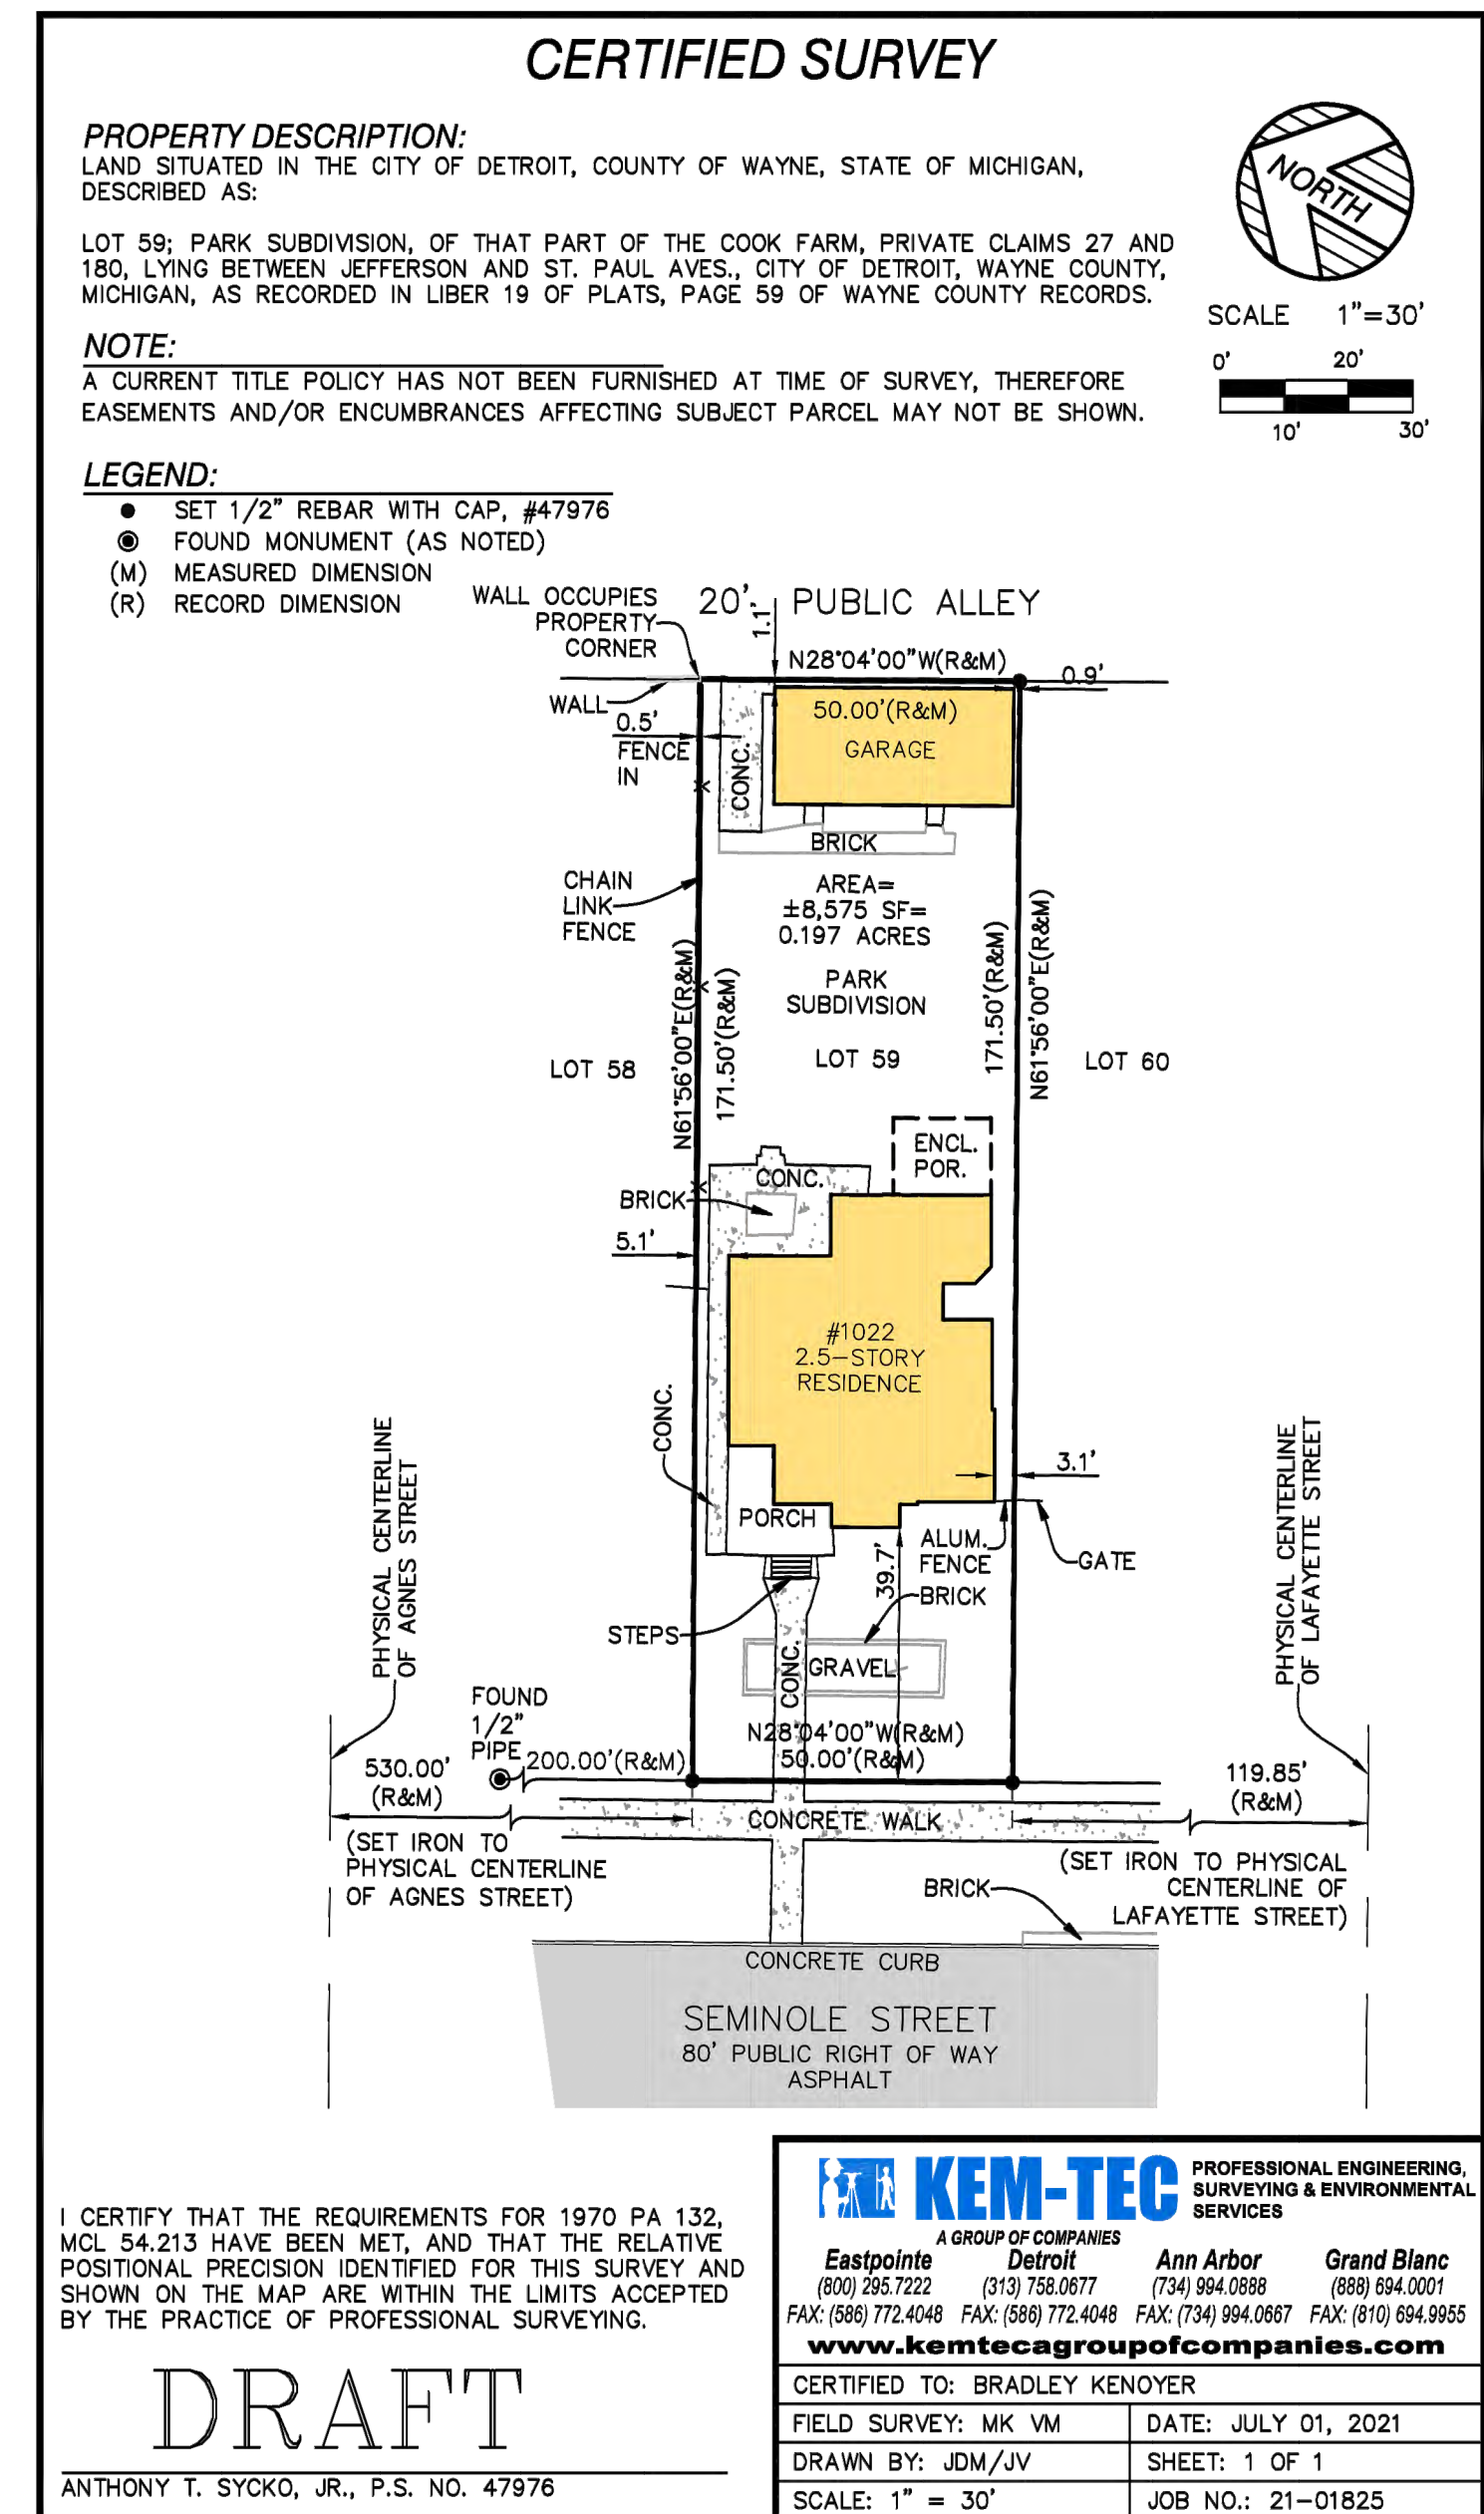 CERTIFIED SURVEY
PROPERTY DESCRIPTION:
LAND SITUATED IN THE CITY OF DETROIT, COUNTY OF WAYNE, STATE OF MICHIGAN,
DESCRIBED AS:
LOT 59; PARK SUBDIVISION, OF THAT PART OF THE COOK FARM, PRIVATE CLAIMS 27 AND
180, LYING BETWEEN JEFFERSON AND ST. PAUL AVES., CITY OF DETROIT, WAYNE COUNTY,
MICHIGAN, AS RECORDED IN LIBER 19 OF PLATS, PAGE 59 OF WAYNE COUNTY RECORDS.
NORTH
SCALE 1"=30'
0' 20'
10' 30'
NOTE:
A CURRENT TITLE POLICY HAS NOT BEEN FURNISHED AT TIME OF SURVEY, THEREFORE
EASEMENTS AND/OR ENCUMBRANCES AFFECTING SUBJECT PARCEL MAY NOT BE SHOWN.
LEGEND:
SET 1/2" REBAR WITH CAP, #47976
FOUND MONUMENT (AS NOTED)
(M) MEASURED DIMENSION
(R) RECORD DIMENSION
WALL OCCUPIES
PROPERTY
CORNER
20' PUBLIC ALLEY
1.1'
N28°04'00"W(R&M)
0.9'
WALL
50.00'(R&M)
GARAGE
0.5'
FENCE
IN
CONC.
BRICK
CHAIN
LINK
FENCE
AREA=
±8,575 SF=
0.197 ACRES
PARK
SUBDIVISION
LOT 58
N61°56'00"E(R&M)
171.50'(R&M)
LOT 59
171.50'(R&M)
N61°56'00"E(R&M)
LOT 60
ENCL.
POR.
CONC.
BRICK
5.1'
#1022
2.5-STORY
RESIDENCE
CONC.
3.1'
PORCH
ALUM.
FENCE
GATE
39.7'
BRICK
STEPS
CONC.
GRAVEL
PHYSICAL CENTERLINE
OF AGNES STREET
PHYSICAL CENTERLINE
OF LAFAYETTE STREET
FOUND
1/2"
PIPE
N28°04'00"W(R&M)
50.00'(R&M)
200.00'(R&M)
530.00'
(R&M)
119.85'
(R&M)
CONCRETE WALK
(SET IRON TO
PHYSICAL CENTERLINE
OF AGNES STREET)
(SET IRON TO PHYSICAL
CENTERLINE OF
LAFAYETTE STREET)
BRICK
CONCRETE CURB
SEMINOLE STREET
80' PUBLIC RIGHT OF WAY
ASPHALT
I CERTIFY THAT THE REQUIREMENTS FOR 1970 PA 132,
MCL 54.213 HAVE BEEN MET, AND THAT THE RELATIVE
POSITIONAL PRECISION IDENTIFIED FOR THIS SURVEY AND
SHOWN ON THE MAP ARE WITHIN THE LIMITS ACCEPTED
BY THE PRACTICE OF PROFESSIONAL SURVEYING.
DRAFT
ANTHONY T. SYCKO, JR., P.S. NO. 47976
KEM-TEC
A GROUP OF COMPANIES
PROFESSIONAL ENGINEERING,
SURVEYING & ENVIRONMENTAL
SERVICES
Eastpointe Detroit Ann Arbor Grand Blanc
(800) 295.7222 (313) 758.0677 (734) 994.0888 (888) 694.0001
FAX: (586) 772.4048 FAX: (586) 772.4048 FAX: (734) 994.0667 FAX: (810) 694.9955
www.kemtecagroupofcompanies.com
CERTIFIED TO: BRADLEY KENOYER
FIELD SURVEY: MK VM DATE: JULY 01, 2021
DRAWN BY: JDM/JV SHEET: 1 OF 1
SCALE: 1" = 30' JOB NO.: 21-01825